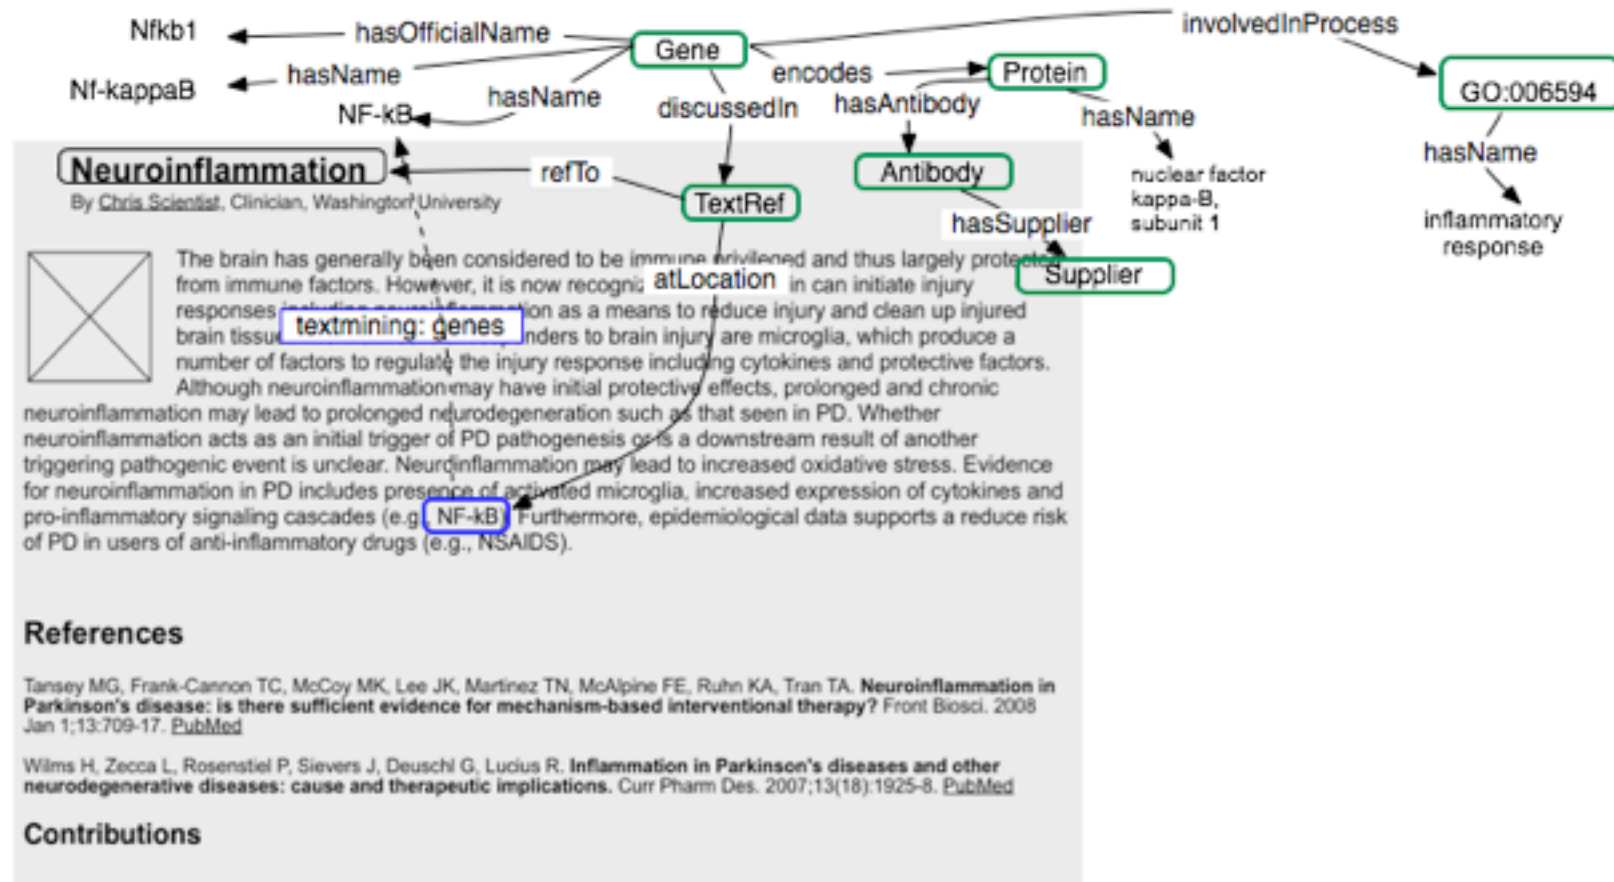 Nfkb1
hasOfficialName
Gene
involvedInProcess
Nf-kappaB
hasName
hasName
encodes
Protein
GO:006594
NF-kB
discussedIn
hasAntibody
hasName
hasName
Neuroinflammation
refTo
Antibody
nuclear factor
kappa-B,
subunit 1
inflammatory
response
By Chris Scientist, Clinician, Washington University
TextRef
hasSupplier
Supplier
atLocation
textmining: genes
The brain has generally been considered to be immune privileged and thus largely protected
from immune factors. However, it is now in can initiate injury
responses including neuroinflammation as a means to reduce injury and clean up injured
brain to brain injury are microglia, which produce a
number of factors to regulate the injury response including cytokines and protective factors.
Although neuroinflammation may have initial protective effects, prolonged and chronic
neuroinflammation may lead to prolonged neurodegeneration such as that seen in PD. Whether
neuroinflammation acts as an initial trigger of PD pathogenesis or is a downstream result of another
triggering pathogenic event is unclear. Neuroinflammation may lead to increased oxidative stress. Evidence
for neuroinflammation in PD includes presence of activated microglia, increased expression of cytokines and
pro-inflammatory signaling cascades (e.g., NF-kB). Furthermore, epidemiological data supports a reduce risk
of PD in users of anti-inflammatory drugs (e.g., NSAIDS).
References
Tansey MG, Frank-Cannon TC, McCoy MK, Lee JK, Martinez TN, McAlpine FE, Ruhn KA, Tran TA. Neuroinflammation in
Parkinson's disease: is there sufficient evidence for mechanism-based interventional therapy? Front Biosci. 2008
Jan 1;13:709-17. PubMed
Wilms H, Zecca L, Rosenstiel P, Sievers J, Deuschl G, Lucius R. Inflammation in Parkinson's diseases and other
neurodegenerative diseases: cause and therapeutic implications. Curr Pharm Des. 2007;13(18):1925-8. PubMed
Contributions